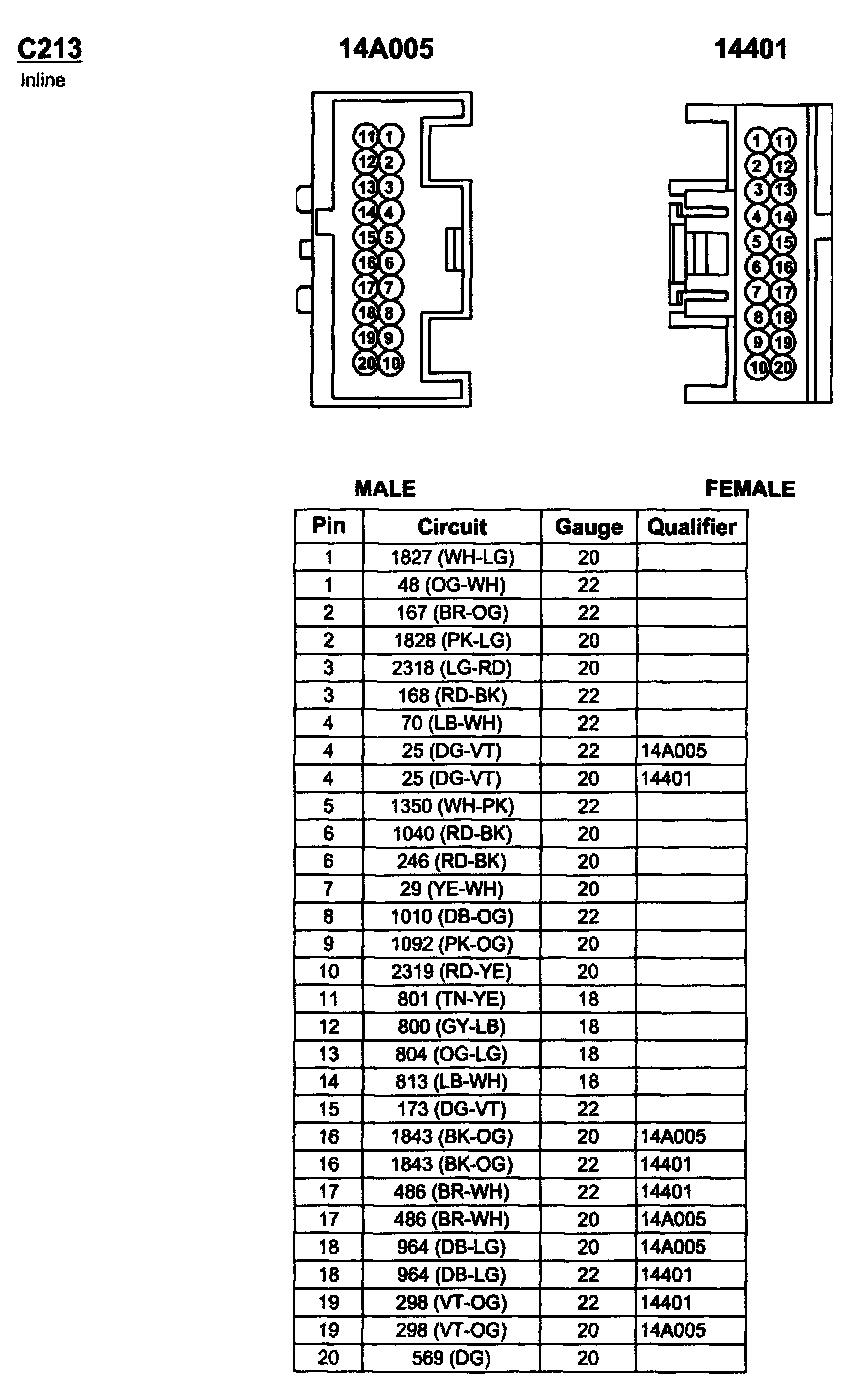 C213 14A005 14401
Inline
11 1 1 11
12 2 2 12
13 3 3 13
14 4 4 14
15 5 5 15
16 6 6 16
17 7 7 17
18 8 8 18
19 9 9 19
20 10 10 20
MALE FEMALE
Pin Circuit Gauge Qualifier
1 1827 (WH-LG) 20
1 48 (OG-WH) 22
2 167 (BR-OG) 22
2 1828 (PK-LG) 20
3 2318 (LG-RD) 20
3 168 (RD-BK) 22
4 70 (LB-WH) 22
4 25 (DG-VT) 22 14A005
4 25 (DG-VT) 20 14401
5 1350 (WH-PK) 22
6 1040 (RD-BK) 20
6 246 (RD-BK) 20
7 29 (YE-WH) 20
8 1010 (DB-OG) 22
9 1092 (PK-OG) 20
10 2319 (RD-YE) 20
11 801 (TN-YE) 18
12 800 (GY-LB) 18
13 804 (OG-LG) 18
14 813 (LB-WH) 18
15 173 (DG-VT) 22
16 1843 (BK-OG) 20 14A005
16 1843 (BK-OG) 22 14401
17 486 (BR-WH) 22 14401
17 486 (BR-WH) 20 14A005
18 964 (DB-LG) 20 14A005
18 964 (DB-LG) 22 14401
19 298 (VT-OG) 22 14401
19 298 (VT-OG) 20 14A005
20 569 (DG) 20